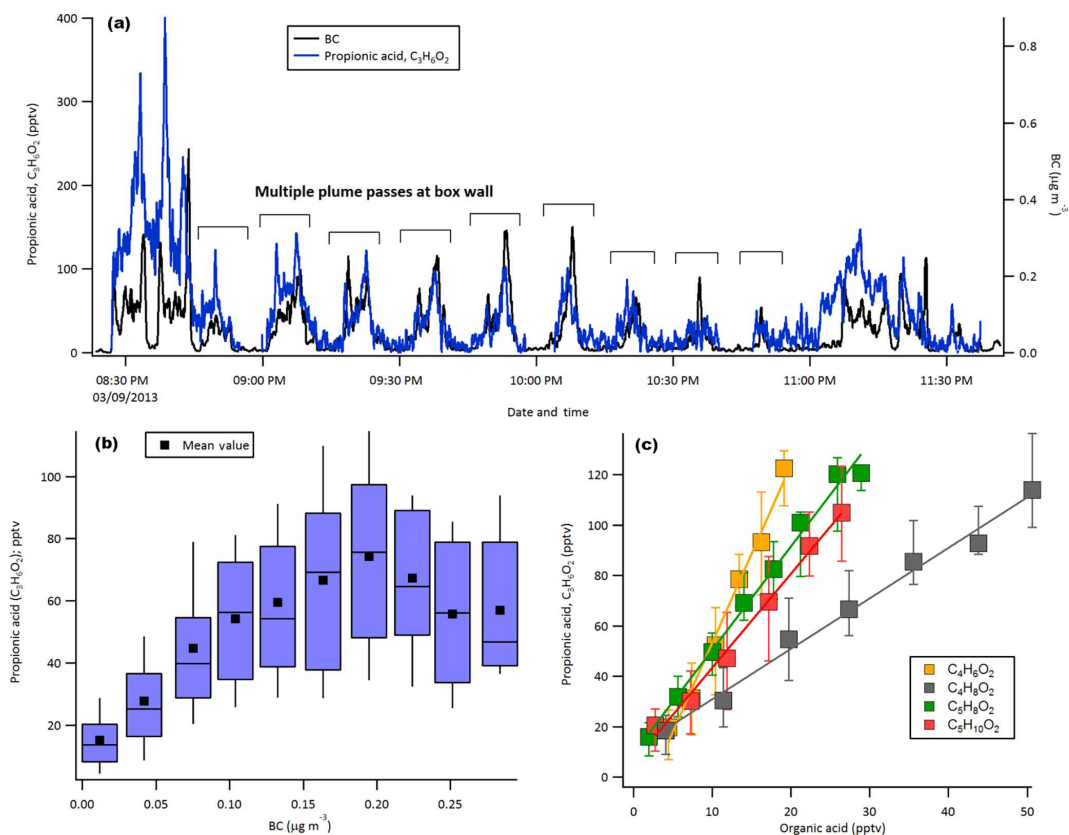 (a)
BC
Propionic acid, C₃H₆O₂
Multiple plume passes at box wall
400
300
200
100
0
Propionic acid, C₃H₆O₂ (pptv)
0.8
0.6
0.4
0.2
0.0
BC (µg m⁻³)
08:30 PM
03/09/2013
09:00 PM
09:30 PM
10:00 PM
10:30 PM
11:00 PM
11:30 PM
Date and time
(b)
Mean value
100
80
60
40
20
Propionic acid (C₃H₆O₂); pptv
0.00
0.05
0.10
0.15
0.20
0.25
BC (µg m⁻³)
(c)
120
100
80
60
40
20
0
Propionic acid, C₃H₆O₂ (pptv)
C₄H₆O₂
C₄H₈O₂
C₅H₈O₂
C₅H₁₀O₂
0
10
20
30
40
50
Organic acid (pptv)